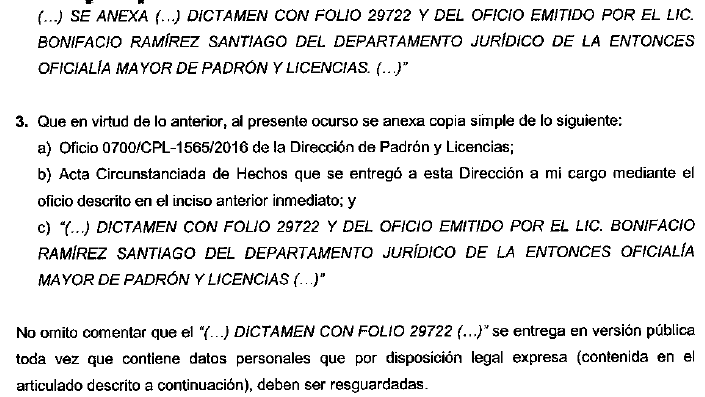 (...) SE ANEXA (...) DICTAMEN CON FOLIO 29722 Y DEL OFICIO EMITIDO POR EL LIC.
BONIFACIO RAMÍREZ SANTIAGO DEL DEPARTAMENTO JURÍDICO DE LA ENTONCES
OFICIALÍA MAYOR DE PADRÓN Y LICENCIAS. (...)"
3. Que en virtud de lo anterior, al presente ocurso se anexa copia simple de lo siguiente:
a) Oficio 0700/CPL-1565/2016 de la Dirección de Padrón y Licencias;
b) Acta Circunstanciada de Hechos que se entregó a esta Dirección a mi cargo mediante el
oficio descrito en el inciso anterior inmediato; y
c) "(...) DICTAMEN CON FOLIO 29722 Y DEL OFICIO EMITIDO POR EL LIC. BONIFACIO
RAMÍREZ SANTIAGO DEL DEPARTAMENTO JURÍDICO DE LA ENTONCES OFICIALÍA
MAYOR DE PADRÓN Y LICENCIAS (...)"
No omito comentar que el "(...) DICTAMEN CON FOLIO 29722 (...)" se entrega en versión pública
toda vez que contiene datos personales que por disposición legal expresa (contenida en el
articulado descrito a continuación), deben ser resguardadas.